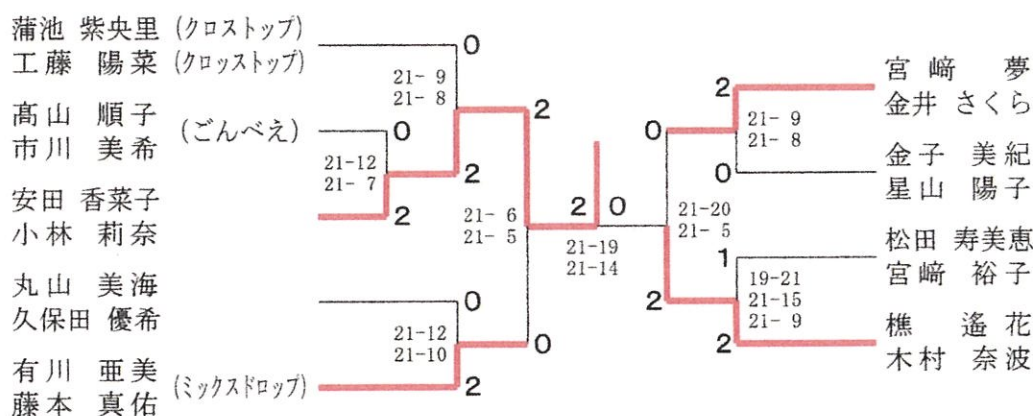 蒲池 紫央里 (クロストップ)
工藤 陽菜 (クロッストップ)
髙山 順子
市川 美希
(ごんべえ)
安田 香菜子
小林 莉奈
丸山 美海
久保田 優希
有川 亜美
藤本 真佑
(ミックスドロップ)
0
21- 9
21- 8
2
0
21-12
21- 7
2
2
21- 6
21- 5
0
21-12
21-10
2
0
2
0
21-19
21-14
宮﨑 夢
金井 さくら
2
21- 9
21- 8
0
0
金子 美紀
星山 陽子
21-20
21- 5
2
松田 寿美恵
宮﨑 裕子
1
19-21
21-15
21- 9
2
樵 遙花
木村 奈波